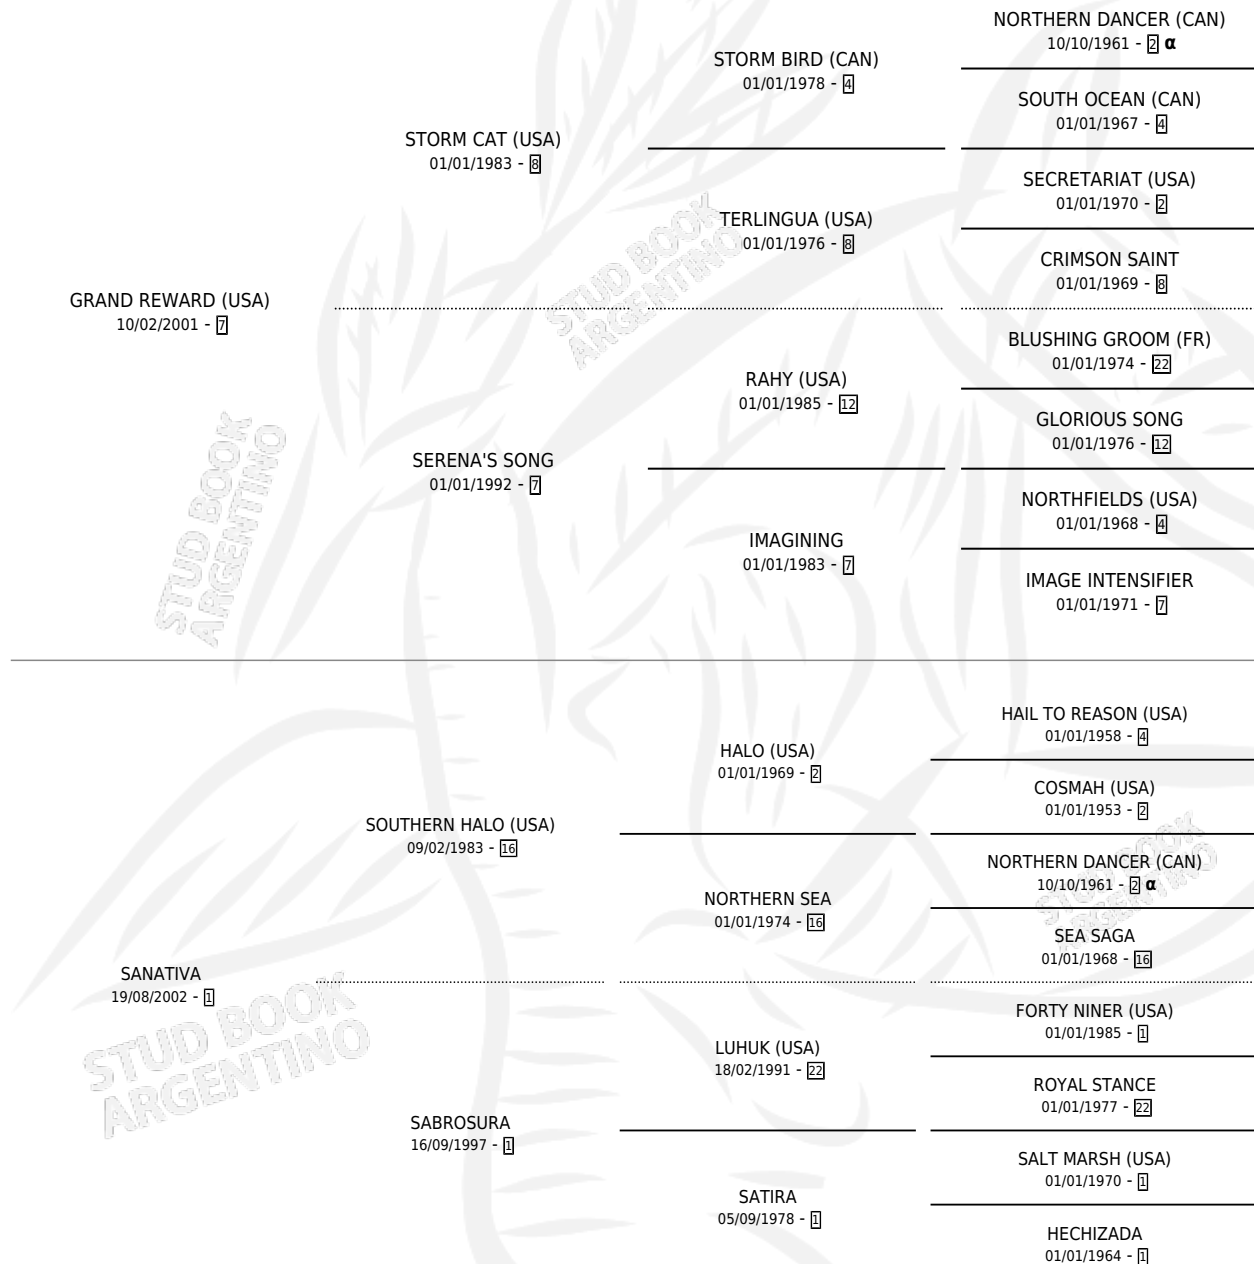 NORTHERN DANCER (CAN)
10/10/1961 - 2 α
STORM BIRD (CAN)
01/01/1978 - 4
SOUTH OCEAN (CAN)
01/01/1967 - 4
STORM CAT (USA)
01/01/1983 - 8
SECRETARIAT (USA)
01/01/1970 - 2
TERLINGUA (USA)
01/01/1976 - 8
CRIMSON SAINT
01/01/1969 - 8
GRAND REWARD (USA)
10/02/2001 - 7
BLUSHING GROOM (FR)
01/01/1974 - 22
RAHY (USA)
01/01/1985 - 12
GLORIOUS SONG
01/01/1976 - 12
SERENA'S SONG
01/01/1992 - 7
NORTHFIELDS (USA)
01/01/1968 - 4
IMAGINING
01/01/1983 - 7
IMAGE INTENSIFIER
01/01/1971 - 7
HAIL TO REASON (USA)
01/01/1958 - 4
HALO (USA)
01/01/1969 - 2
COSMAH (USA)
01/01/1953 - 2
SOUTHERN HALO (USA)
09/02/1983 - 16
NORTHERN DANCER (CAN)
10/10/1961 - 2 α
NORTHERN SEA
01/01/1974 - 16
SEA SAGA
01/01/1968 - 16
SANATIVA
19/08/2002 - 1
FORTY NINER (USA)
01/01/1985 - 1
LUHUK (USA)
18/02/1991 - 22
ROYAL STANCE
01/01/1977 - 22
SABROSURA
16/09/1997 - 1
SALT MARSH (USA)
01/01/1970 - 1
SATIRA
05/09/1978 - 1
HECHIZADA
01/01/1964 - 1
STUD BOOK
ARGENTINO
STUD BOOK
ARGENTINO
STUD BOOK
ARGENTINO
STUD BOOK
ARGENTINO